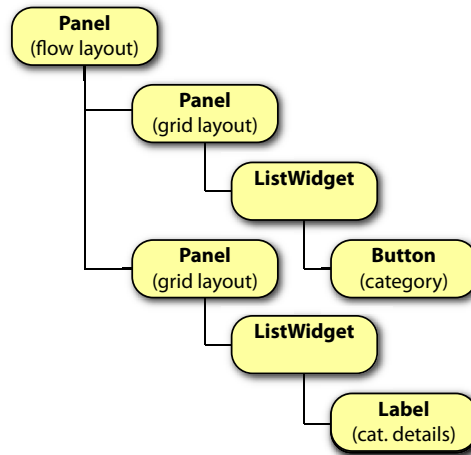 Panel
(flow layout)
Panel
(grid layout)
ListWidget
Button
(category)
Panel
(grid layout)
ListWidget
Label
(cat. details)